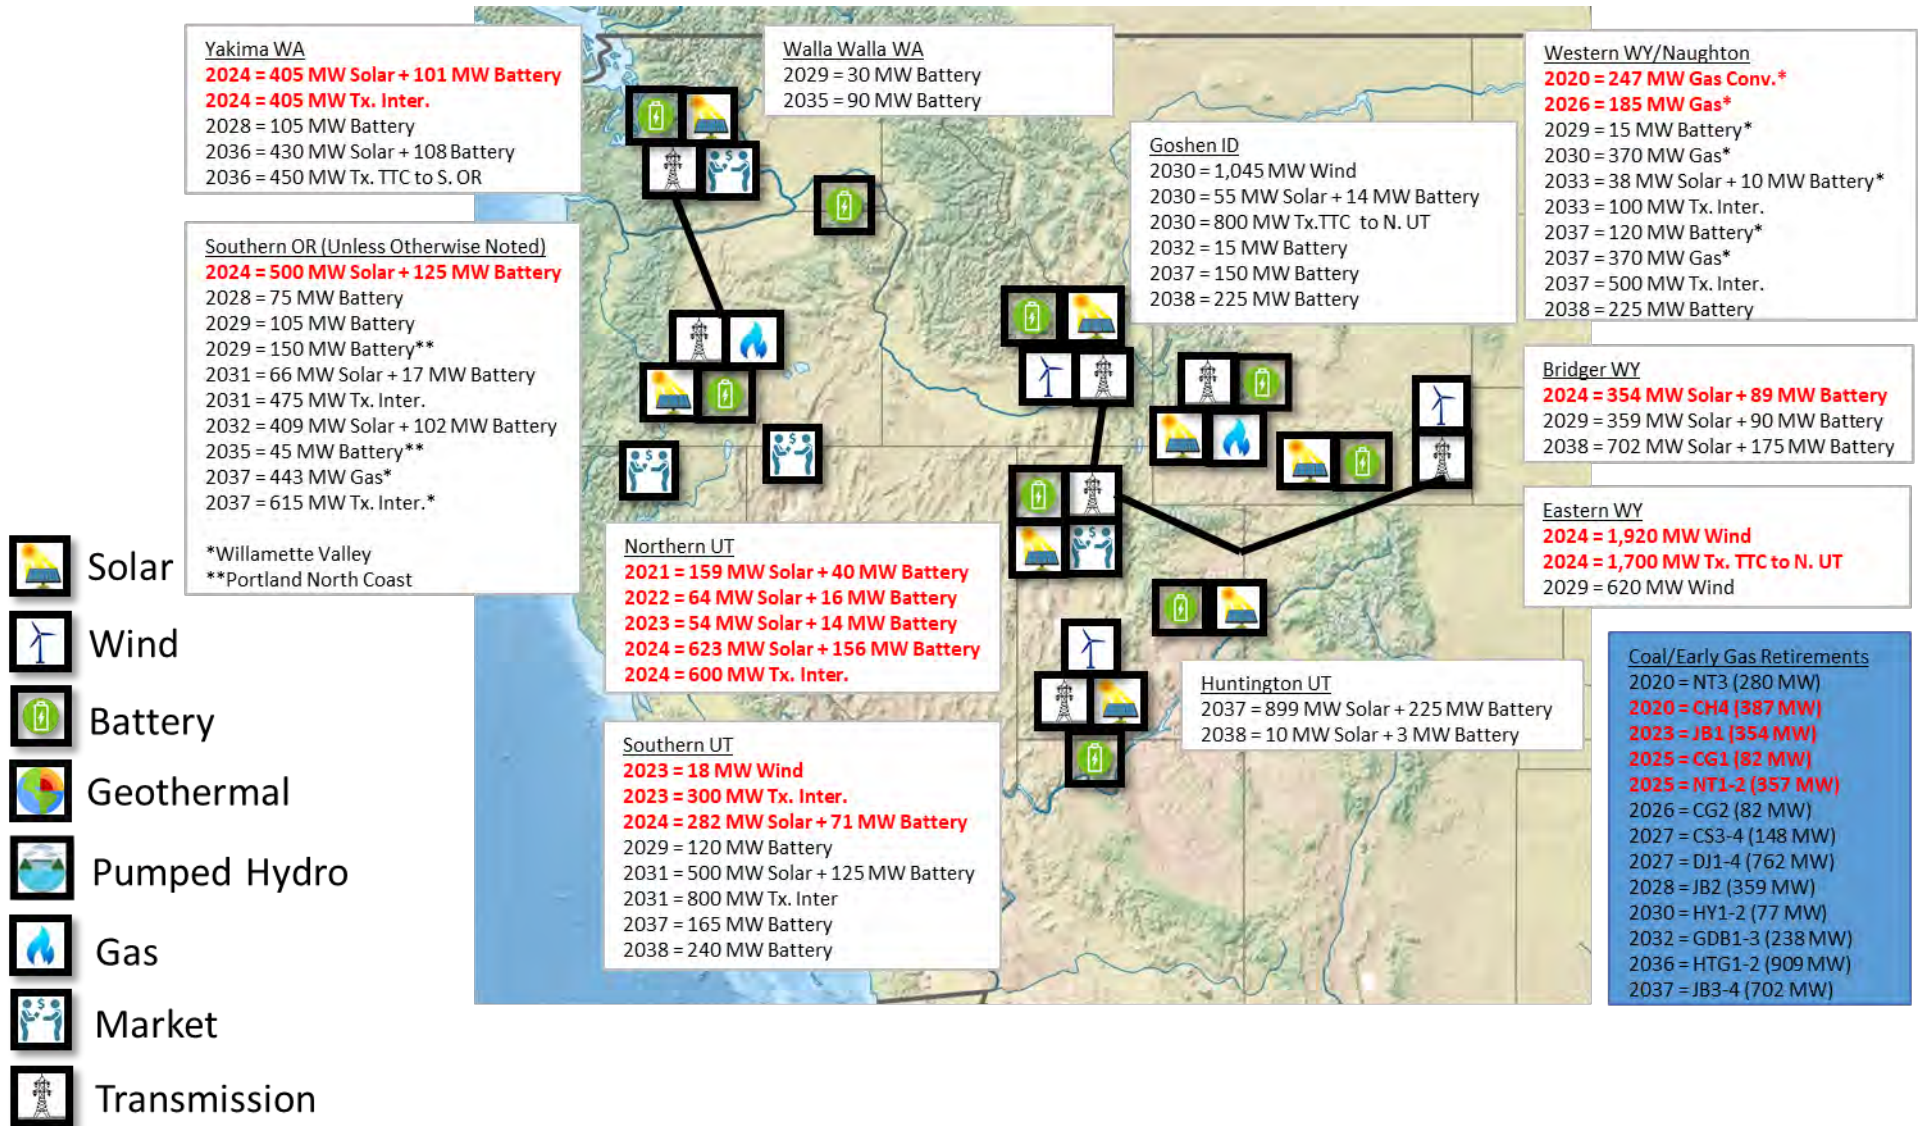 Yakima WA
2024 = 405 MW Solar + 101 MW Battery
2024 = 405 MW Tx. Inter.
2028 = 105 MW Battery
2036 = 430 MW Solar + 108 Battery
2036 = 450 MW Tx. TTC to S. OR
Walla Walla WA
2029 = 30 MW Battery
2035 = 90 MW Battery
Western WY/Naughton
2020 = 247 MW Gas Conv.*
2026 = 185 MW Gas*
2029 = 15 MW Battery*
2030 = 370 MW Gas*
2033 = 38 MW Solar + 10 MW Battery*
2033 = 100 MW Tx. Inter.
2037 = 120 MW Battery*
2037 = 370 MW Gas*
2037 = 500 MW Tx. Inter.
2038 = 225 MW Battery
Goshen ID
2030 = 1,045 MW Wind
2030 = 55 MW Solar + 14 MW Battery
2030 = 800 MW Tx.TTC to N. UT
2032 = 15 MW Battery
2037 = 150 MW Battery
2038 = 225 MW Battery
Southern OR (Unless Otherwise Noted)
2024 = 500 MW Solar + 125 MW Battery
2028 = 75 MW Battery
2029 = 105 MW Battery
2029 = 150 MW Battery**
2031 = 66 MW Solar + 17 MW Battery
2031 = 475 MW Tx. Inter.
2032 = 409 MW Solar + 102 MW Battery
2035 = 45 MW Battery**
2037 = 443 MW Gas*
2037 = 615 MW Tx. Inter.*
*Willamette Valley
**Portland North Coast
Bridger WY
2024 = 354 MW Solar + 89 MW Battery
2029 = 359 MW Solar + 90 MW Battery
2038 = 702 MW Solar + 175 MW Battery
Eastern WY
2024 = 1,920 MW Wind
2024 = 1,700 MW Tx. TTC to N. UT
2029 = 620 MW Wind
Northern UT
2021 = 159 MW Solar + 40 MW Battery
2022 = 64 MW Solar + 16 MW Battery
2023 = 54 MW Solar + 14 MW Battery
2024 = 623 MW Solar + 156 MW Battery
2024 = 600 MW Tx. Inter.
Huntington UT
2037 = 899 MW Solar + 225 MW Battery
2038 = 10 MW Solar + 3 MW Battery
Southern UT
2023 = 18 MW Wind
2023 = 300 MW Tx. Inter.
2024 = 282 MW Solar + 71 MW Battery
2029 = 120 MW Battery
2031 = 500 MW Solar + 125 MW Battery
2031 = 800 MW Tx. Inter
2037 = 165 MW Battery
2038 = 240 MW Battery
Coal/Early Gas Retirements
2020 = NT3 (280 MW)
2020 = CH4 (387 MW)
2023 = JB1 (354 MW)
2025 = CG1 (82 MW)
2025 = NT1-2 (357 MW)
2026 = CG2 (82 MW)
2027 = CS3-4 (148 MW)
2027 = DJ1-4 (762 MW)
2028 = JB2 (359 MW)
2030 = HY1-2 (77 MW)
2032 = GDB1-3 (238 MW)
2036 = HTG1-2 (909 MW)
2037 = JB3-4 (702 MW)
Solar
Wind
Battery
Geothermal
Pumped Hydro
Gas
Market
Transmission